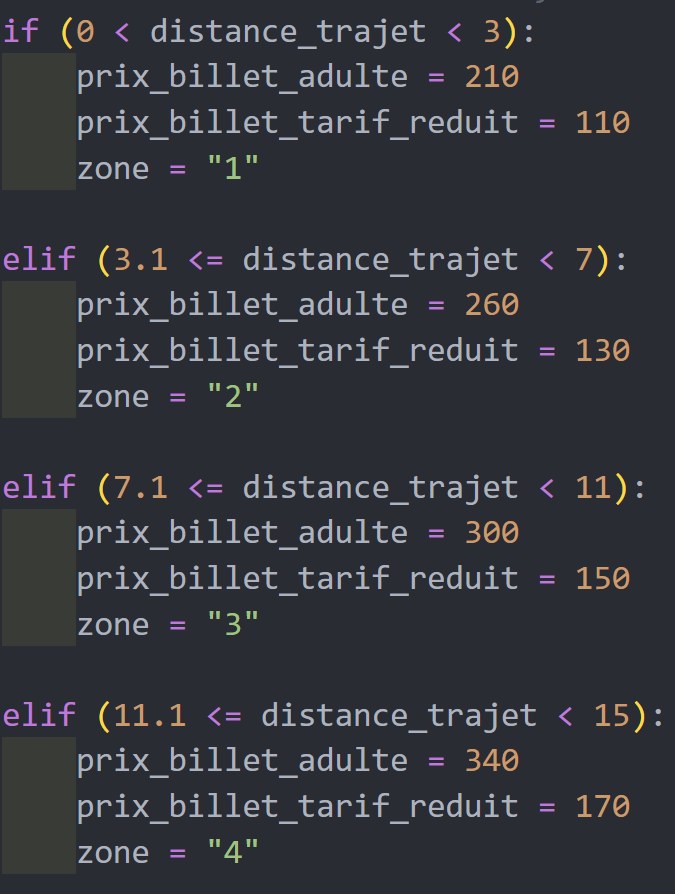 if (0 < distance_trajet < 3):
    prix_billet_adulte = 210
    prix_billet_tarif_reduit = 110
    zone = "1"

elif (3.1 <= distance_trajet < 7):
    prix_billet_adulte = 260
    prix_billet_tarif_reduit = 130
    zone = "2"

elif (7.1 <= distance_trajet < 11):
    prix_billet_adulte = 300
    prix_billet_tarif_reduit = 150
    zone = "3"

elif (11.1 <= distance_trajet < 15):
    prix_billet_adulte = 340
    prix_billet_tarif_reduit = 170
    zone = "4"